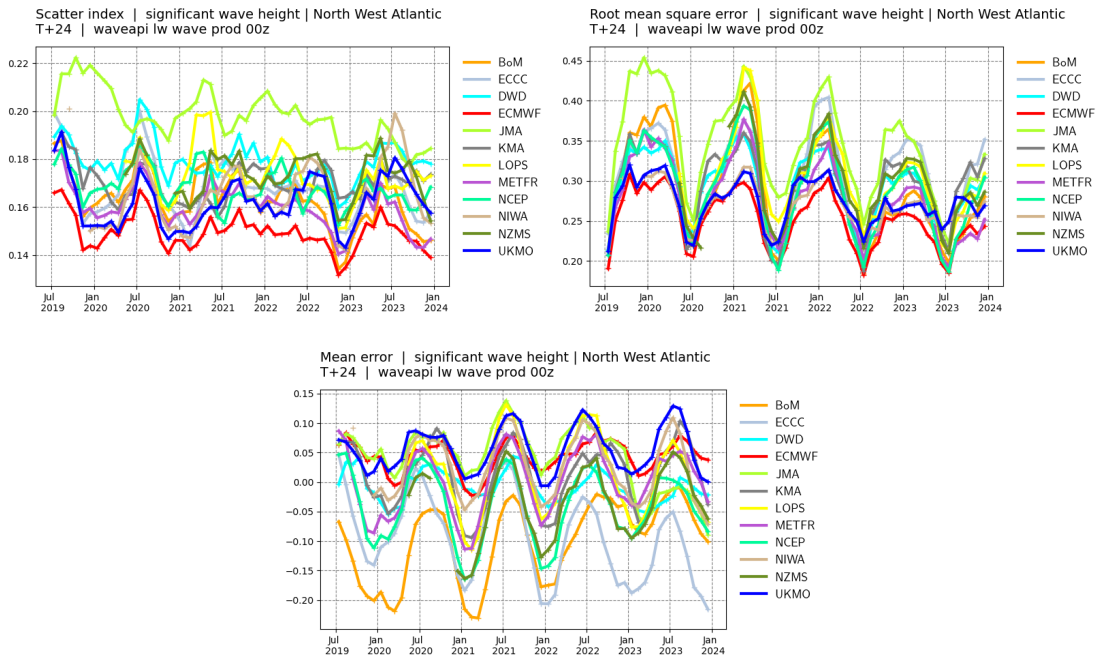 Scatter index | significant wave height | North West Atlantic
T+24 | waveapi lw wave prod 00z
0.22
0.20
0.18
0.16
0.14
Jul 2019
Jan 2020
Jul 2020
Jan 2021
Jul 2021
Jan 2022
Jul 2022
Jan 2023
Jul 2023
Jan 2024
BoM
ECCC
DWD
ECMWF
JMA
KMA
LOPS
METFR
NCEP
NIWA
NZMS
UKMO
Root mean square error | significant wave height | North West Atlantic
T+24 | waveapi lw wave prod 00z
0.45
0.40
0.35
0.30
0.25
0.20
Jul 2019
Jan 2020
Jul 2020
Jan 2021
Jul 2021
Jan 2022
Jul 2022
Jan 2023
Jul 2023
Jan 2024
BoM
ECCC
DWD
ECMWF
JMA
KMA
LOPS
METFR
NCEP
NIWA
NZMS
UKMO
Mean error | significant wave height | North West Atlantic
T+24 | waveapi lw wave prod 00z
0.15
0.10
0.05
0.00
−0.05
−0.10
−0.15
−0.20
Jul 2019
Jan 2020
Jul 2020
Jan 2021
Jul 2021
Jan 2022
Jul 2022
Jan 2023
Jul 2023
Jan 2024
BoM
ECCC
DWD
ECMWF
JMA
KMA
LOPS
METFR
NCEP
NIWA
NZMS
UKMO